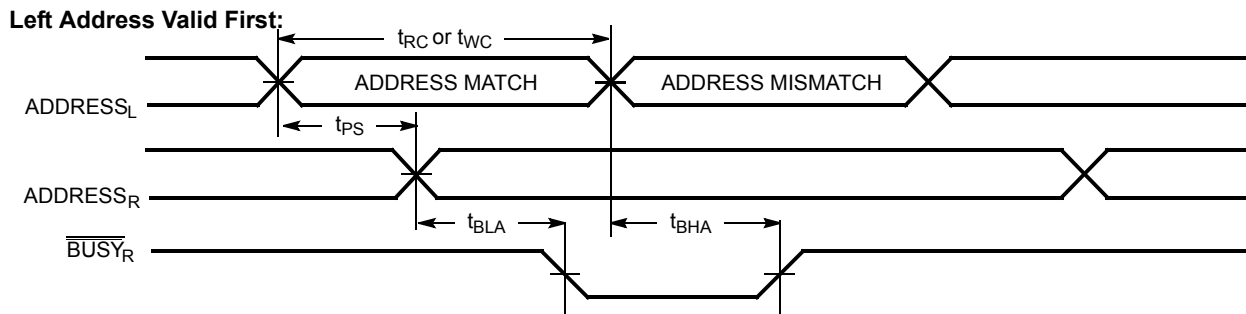 Left Address Valid First:
tRC or tWC
ADDRESS MATCH
ADDRESS MISMATCH
ADDRESSL
tPS
ADDRESSR
tBLA
tBHA
BUSYR